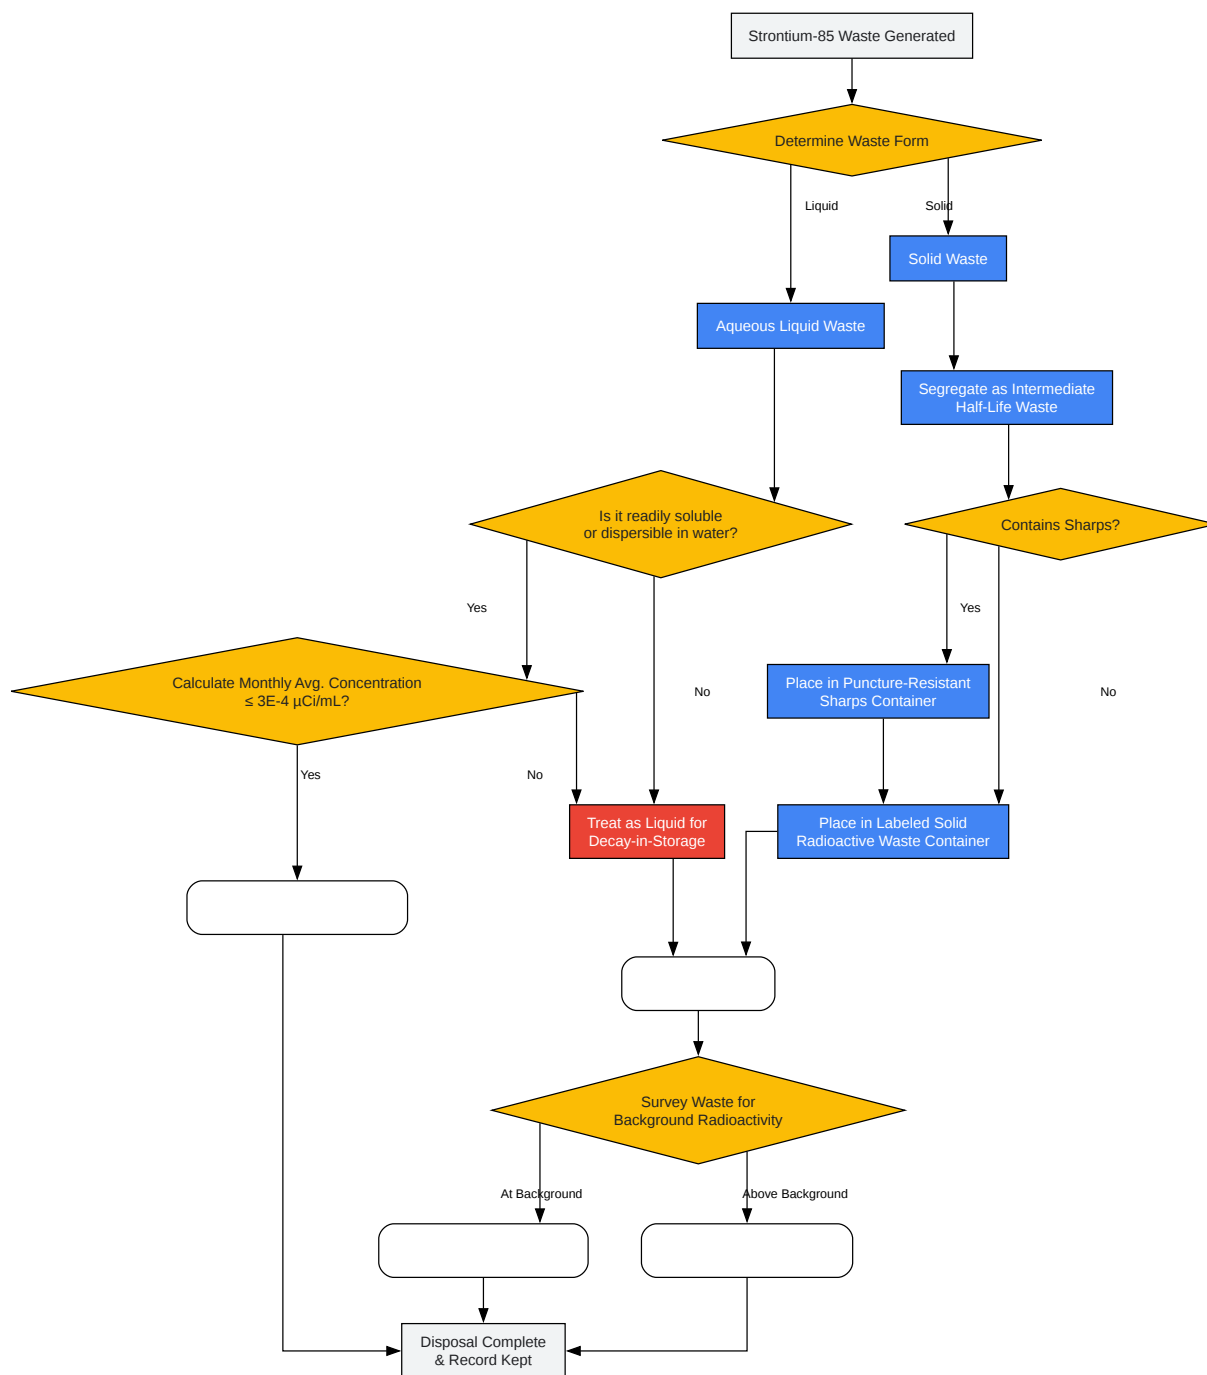 Strontium-85 Waste Generated
Determine Waste Form
Liquid
Solid
Solid Waste
Aqueous Liquid Waste
Segregate as Intermediate
Half-Life Waste
Is it readily soluble
or dispersible in water?
Contains Sharps?
Yes
Yes
Calculate Monthly Avg. Concentration
≤ 3E-4 µCi/mL?
No
Place in Puncture-Resistant
Sharps Container
No
Yes
No
Treat as Liquid for
Decay-in-Storage
Place in Labeled Solid
Radioactive Waste Container
Survey Waste for
Background Radioactivity
At Background
Above Background
Disposal Complete
& Record Kept